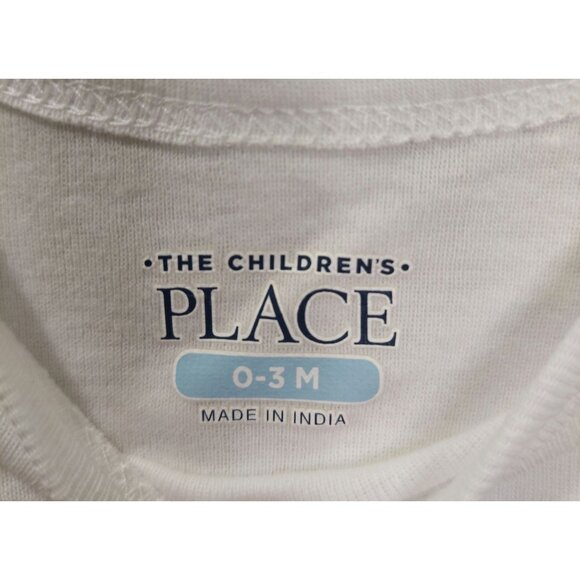 • THE CHILDREN'S •
PLACE
0-3 M
MADE IN INDIA